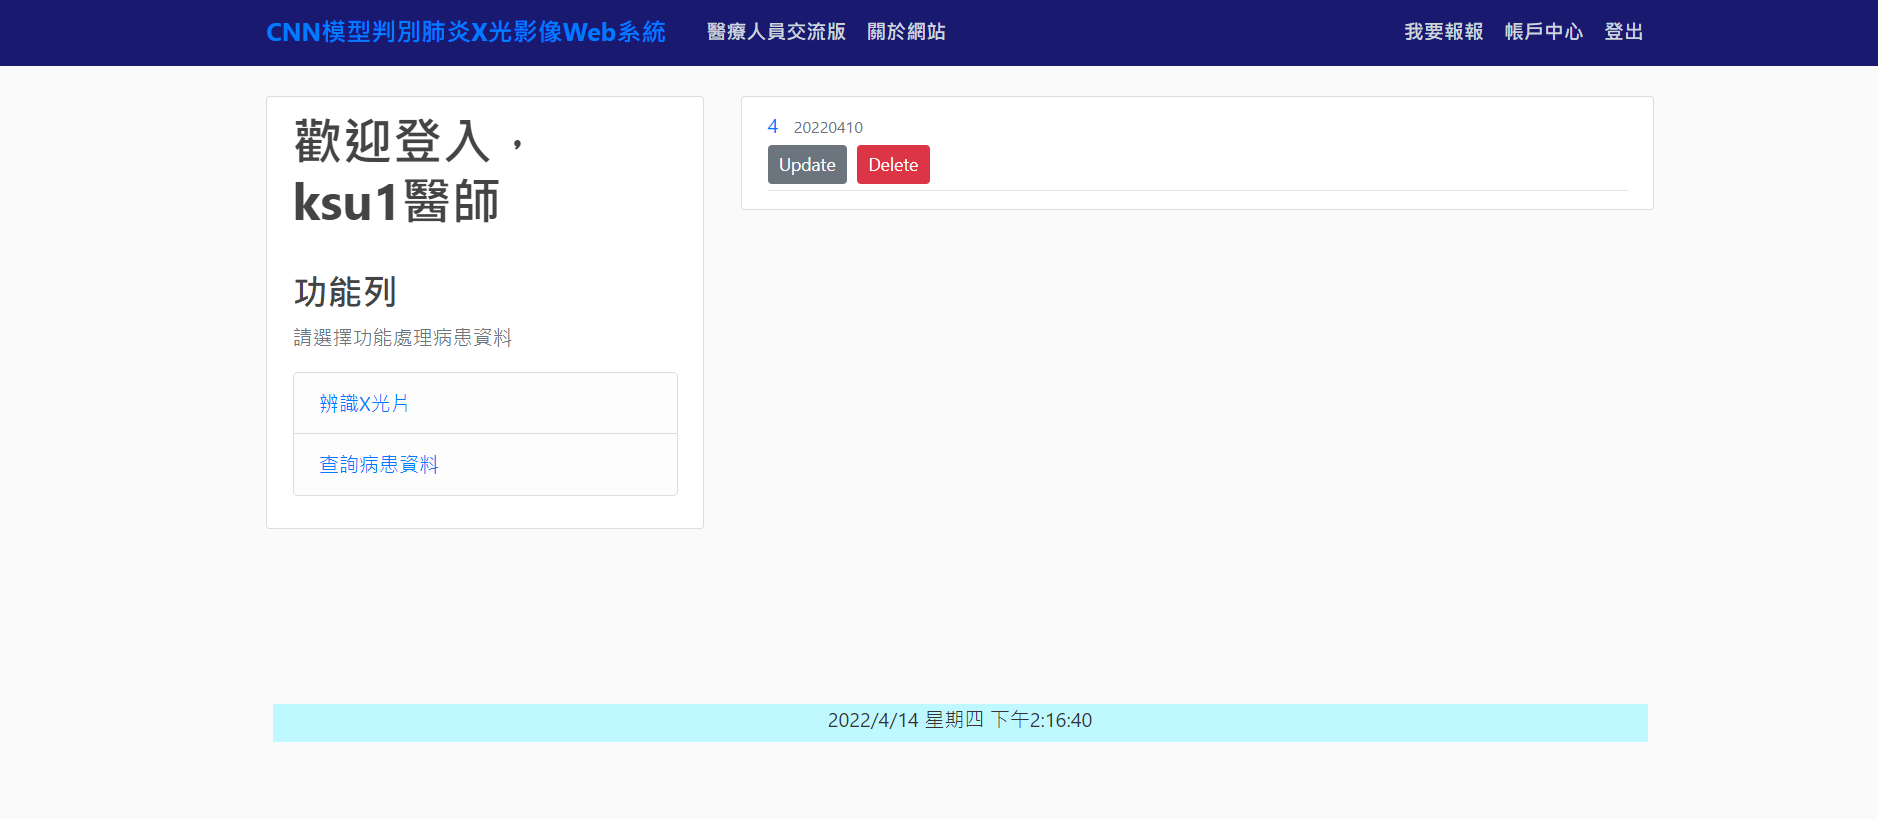 CNN模型判別肺炎X光影像Web系統 醫療人員交流版 關於網站 我要報報 帳戶中心 登出
歡迎登入，
ksu1醫師
功能列
請選擇功能處理病患資料
辨識X光片
查詢病患資料
4 20220410
Update Delete
2022/4/14 星期四 下午2:16:40